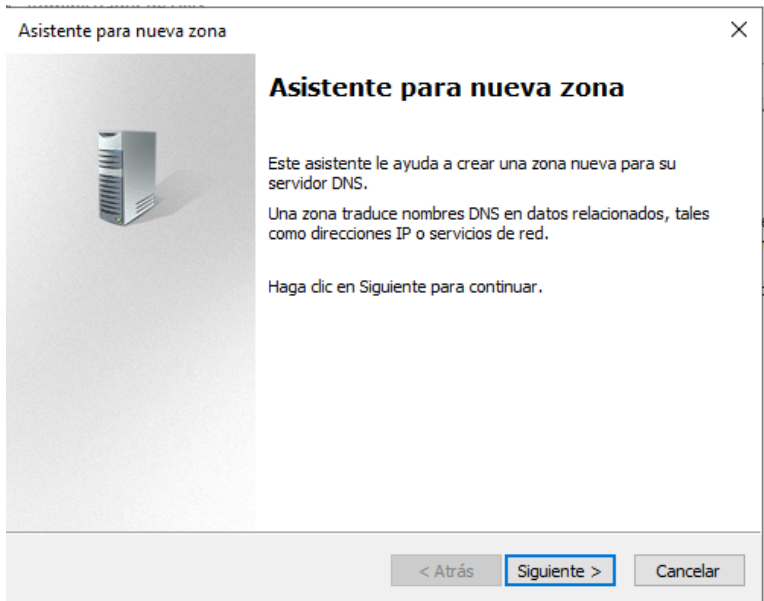 Asistente para nueva zona
Asistente para nueva zona
Este asistente le ayuda a crear una zona nueva para su
servidor DNS.
Una zona traduce nombres DNS en datos relacionados, tales
como direcciones IP o servicios de red.
Haga clic en Siguiente para continuar.
< Atrás
Siguiente >
Cancelar